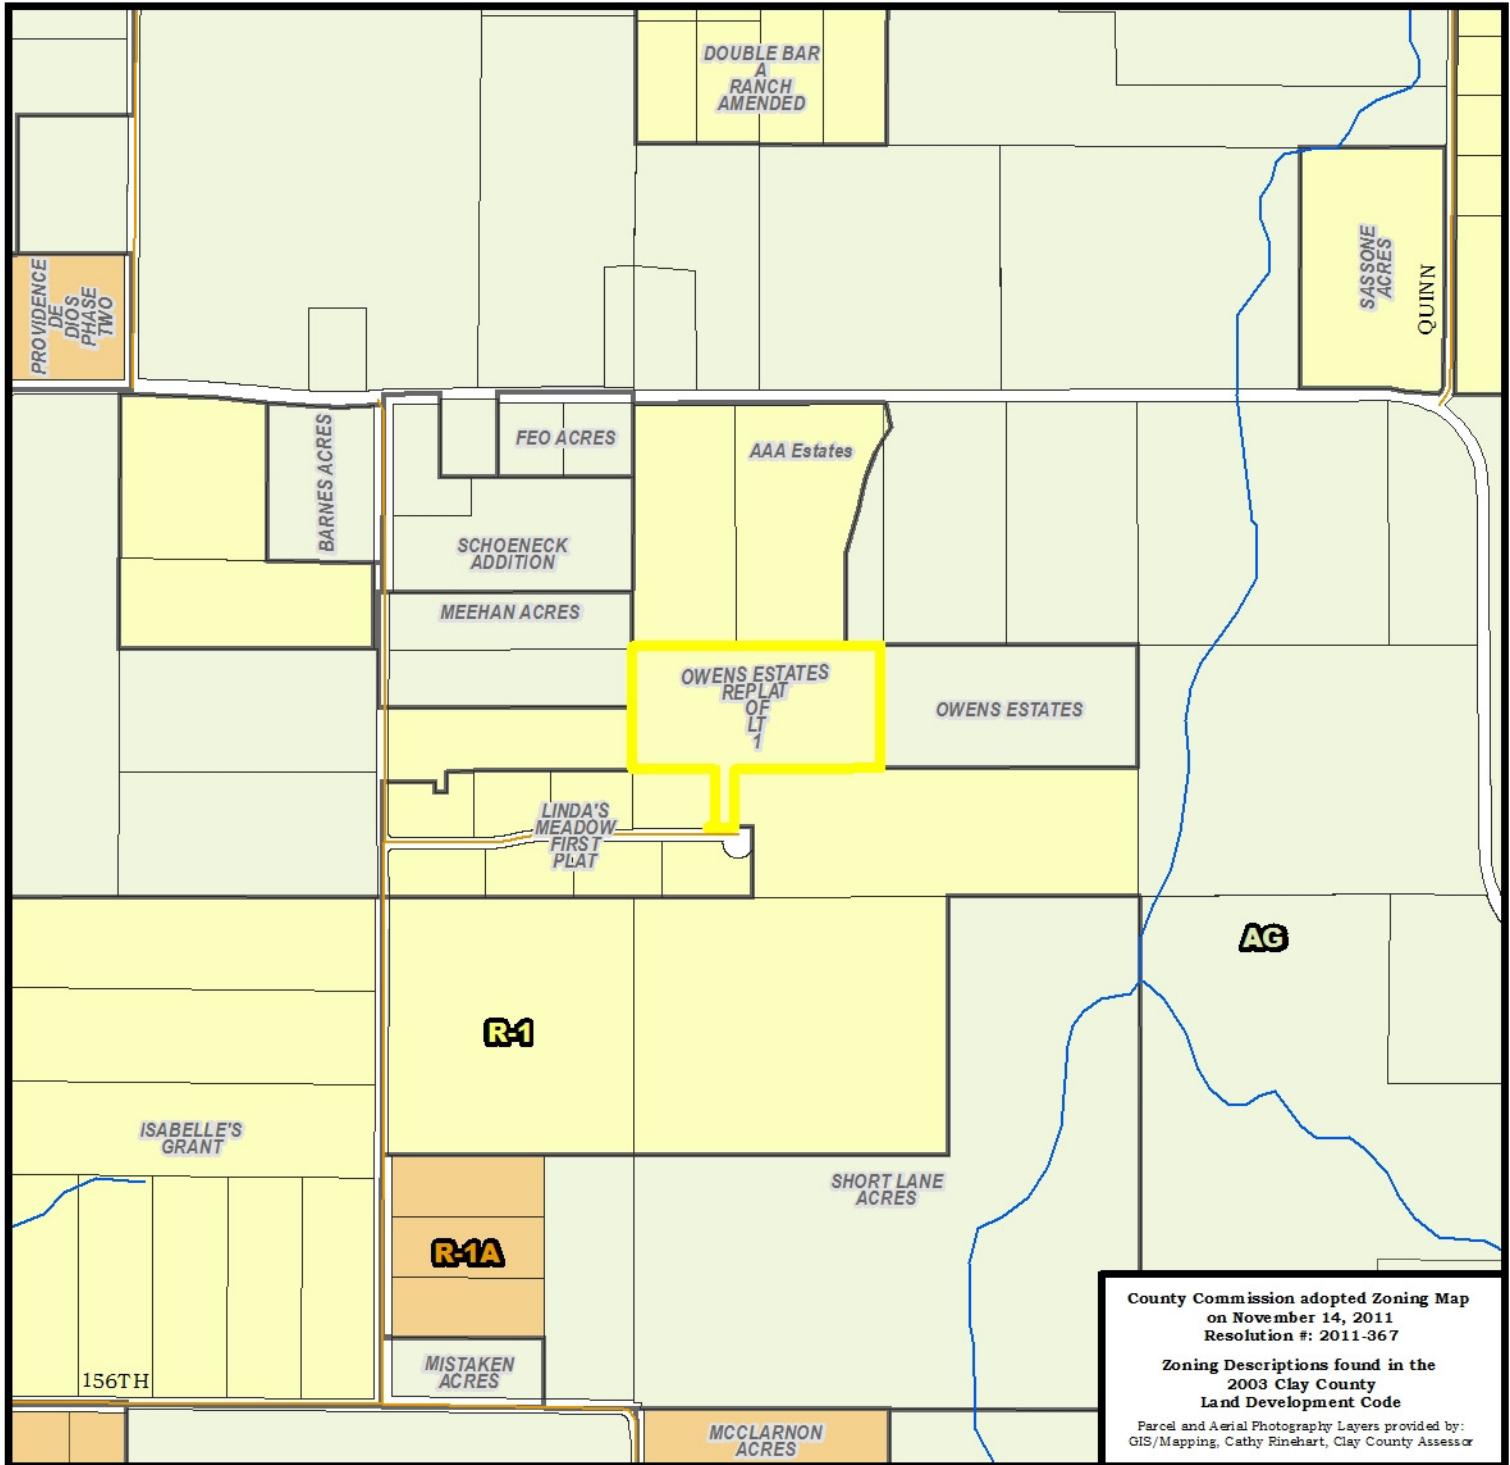 DOUBLE BAR
A
RANCH
AMENDED
PROVIDENCE
DE
DIOS
PHASE
TWO
SASSONE
ACRES
QUINN
BARNES ACRES
FEO ACRES
AAA Estates
SCHOENECK
ADDITION
MEEHAN ACRES
OWENS ESTATES
REPLAT
OF
LT
1
OWENS ESTATES
LINDA'S
MEADOW
FIRST
PLAT
AG
R-1
ISABELLE'S
GRANT
SHORT LANE
ACRES
R-1A
MISTAKEN
ACRES
156TH
MCCLARNON
ACRES
County Commission adopted Zoning Map
on November 14, 2011
Resolution #: 2011-367
Zoning Descriptions found in the
2003 Clay County
Land Development Code
Parcel and Aerial Photography Layers provided by:
GIS/Mapping, Cathy Rinehart, Clay County Assessor